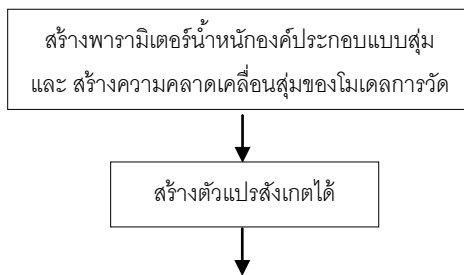 สร้างพารามิเตอร์น้ำหนักองค์ประกอบแบบสุ่ม
และ สร้างความคลาดเคลื่อนสุ่มของโมเดลการวัด
สร้างตัวแปรสังเกตได้